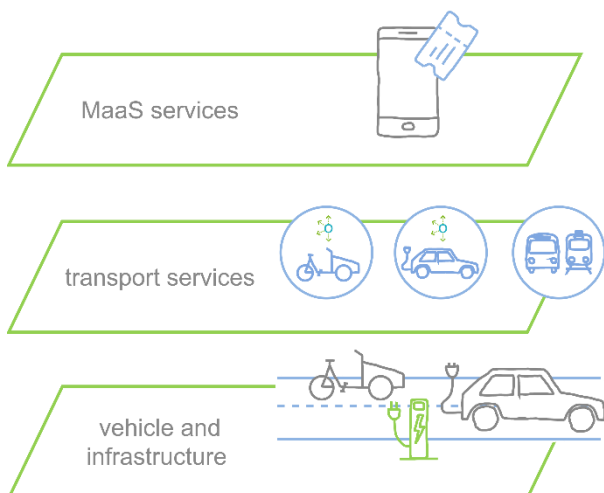 MaaS services
transport services
vehicle and
infrastructure